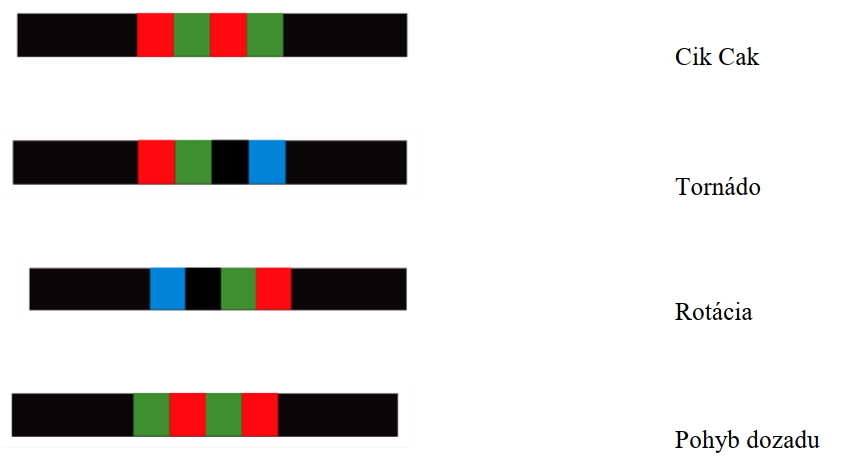 Cik Cak
Tornádo
Rotácia
Pohyb dozadu